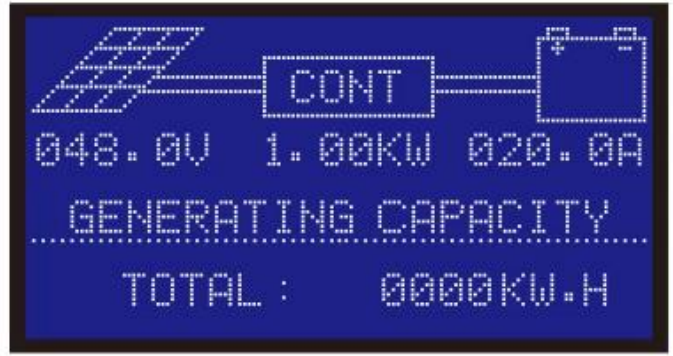 CONT
+ -
048.0V 1.00KW 020.0A
GENERATING CAPACITY
TOTAL: 0000KW.H